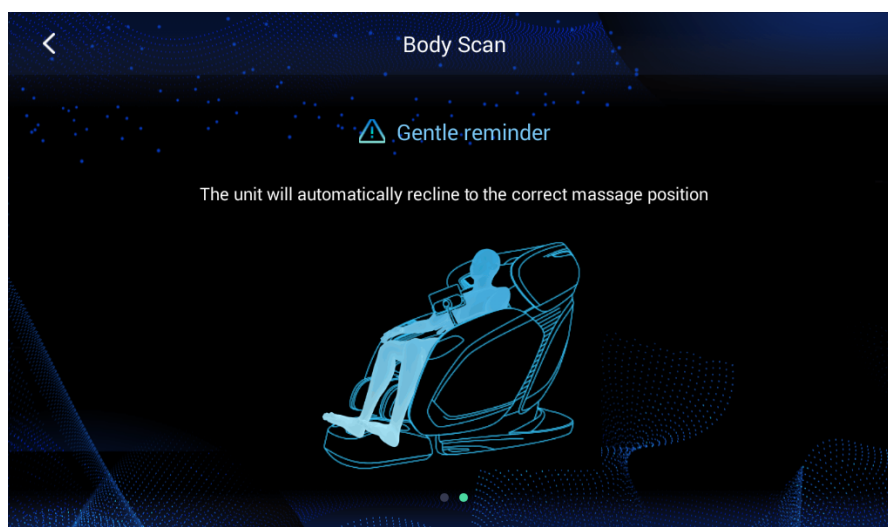 Body Scan
Gentle reminder
The unit will automatically recline to the correct massage position